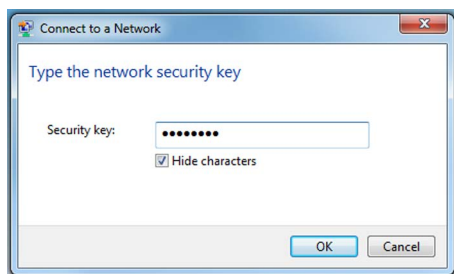 Connect to a Network
Type the network security key
Security key: ••••••••
Hide characters
OK Cancel